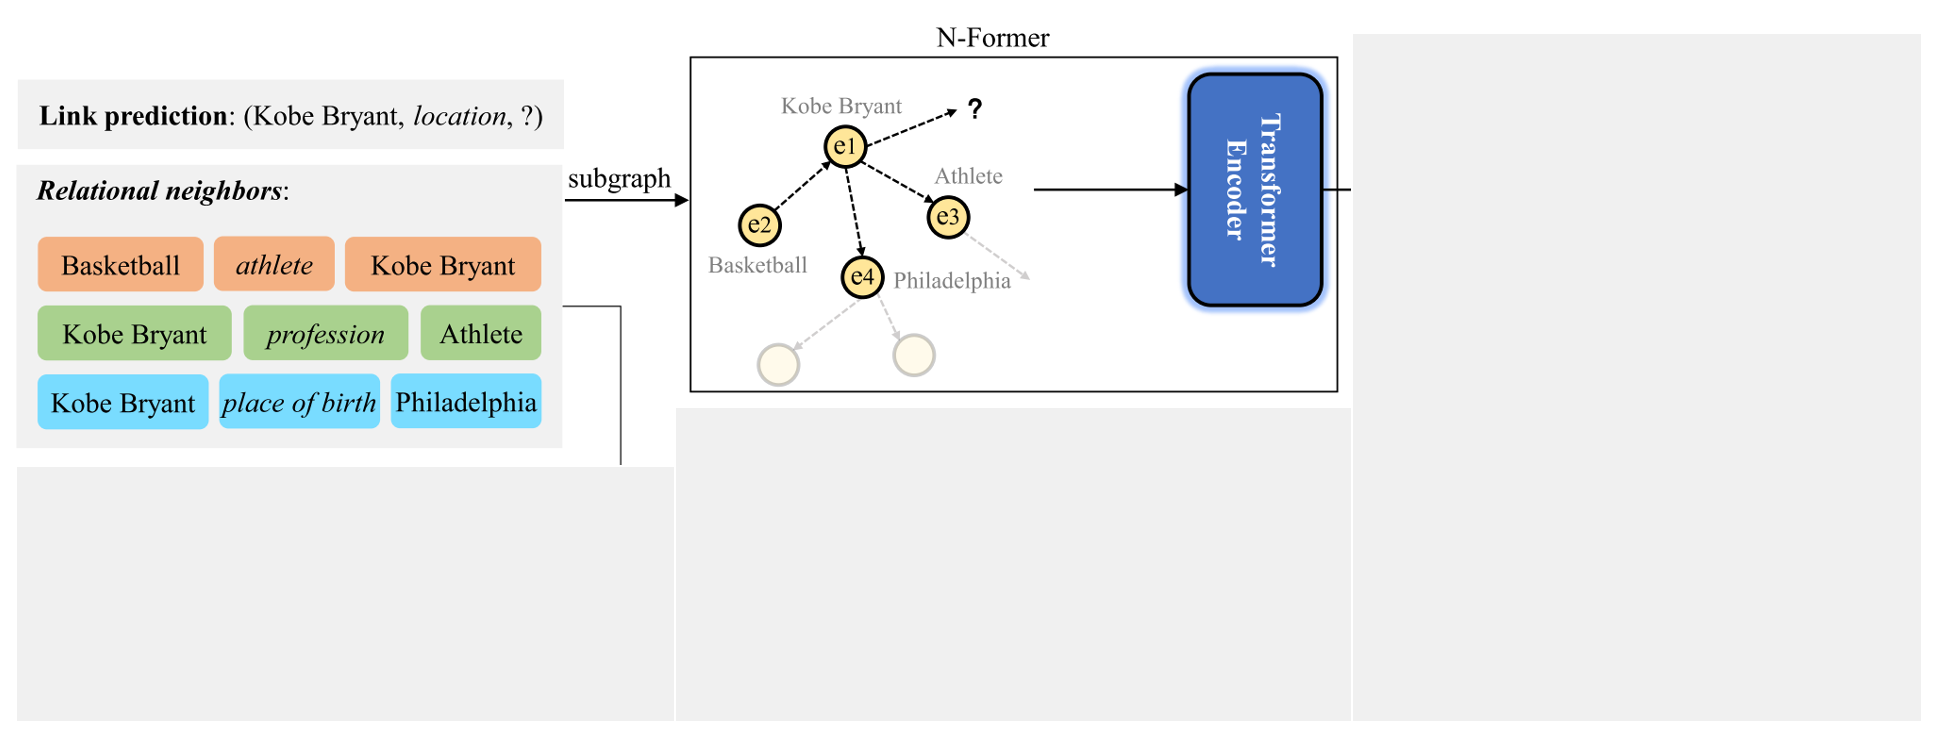 N-Former
Link prediction: (Kobe Bryant, location, ?)
Relational neighbors:
Basketball athlete Kobe Bryant
Kobe Bryant profession Athlete
Kobe Bryant place of birth Philadelphia
subgraph
Kobe Bryant
?
e1
Athlete
e2
e3
Basketball
e4
Philadelphia
Transformer
Encoder